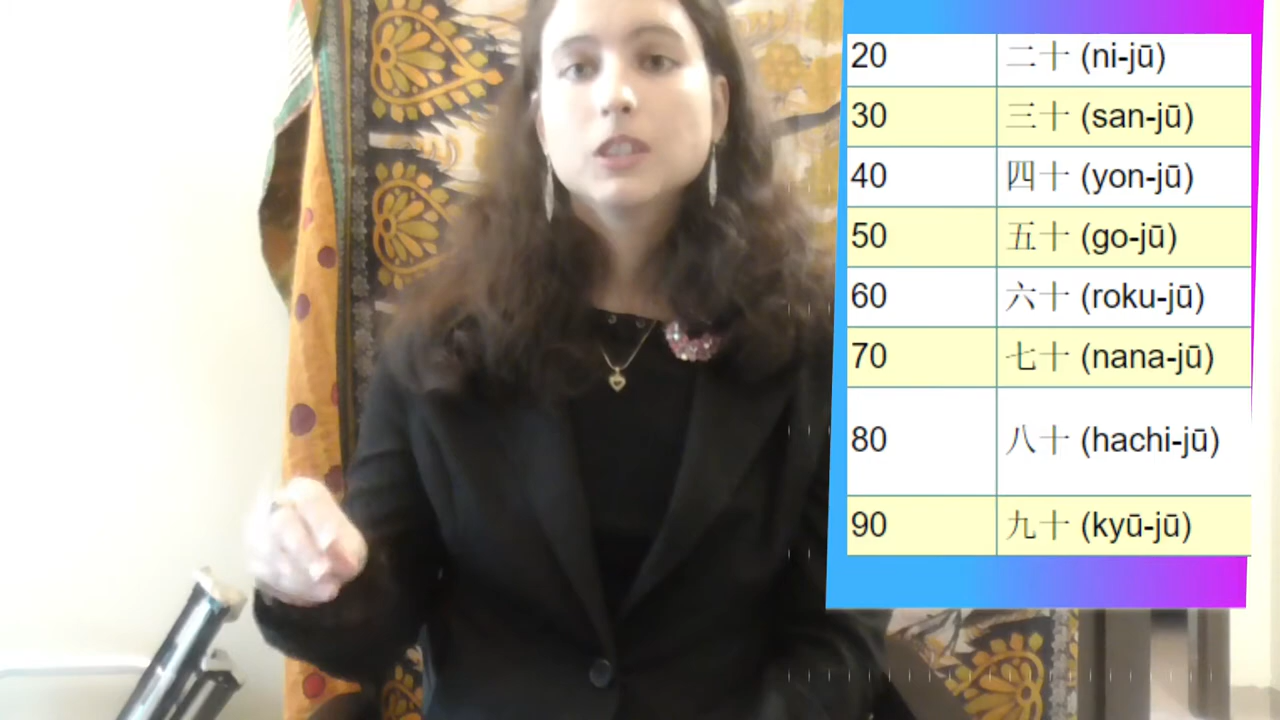 20 二十 (ni-jū)
30 三十 (san-jū)
40 四十 (yon-jū)
50 五十 (go-jū)
60 六十 (roku-jū)
70 七十 (nana-jū)
80 八十 (hachi-jū)
90 九十 (kyū-jū)